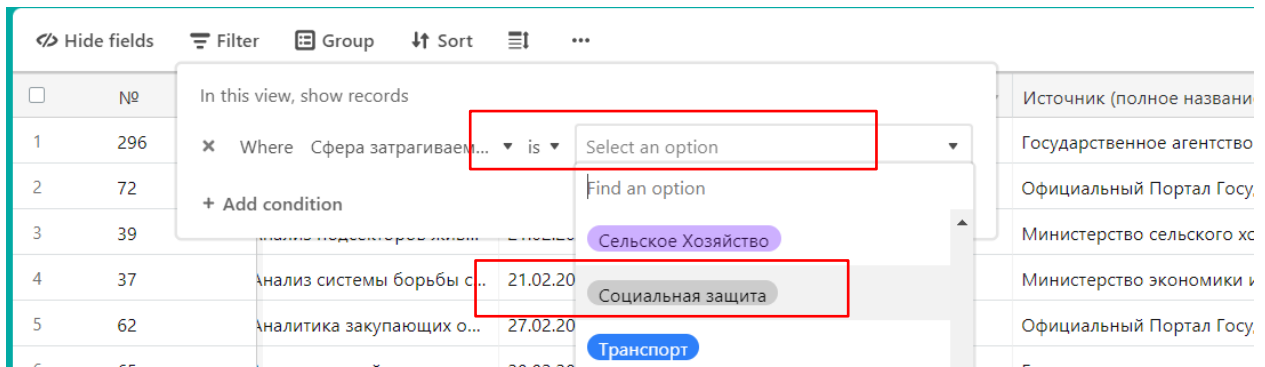 Hide fields Filter Group Sort ...
№ In this view, show records Источник (полное названи
1 296 × Where Сфера затрагиваем... is Select an option Государственное агентство
2 72 Find an option Официальный Портал Госу
+ Add condition
3 39 Сельское Хозяйство Министерство сельского хо
4 37 Анализ системы борьбы с... 21.02.20 Социальная защита Министерство экономики и
5 62 Аналитика закупающих о... 27.02.20 Официальный Портал Госу
Транспорт